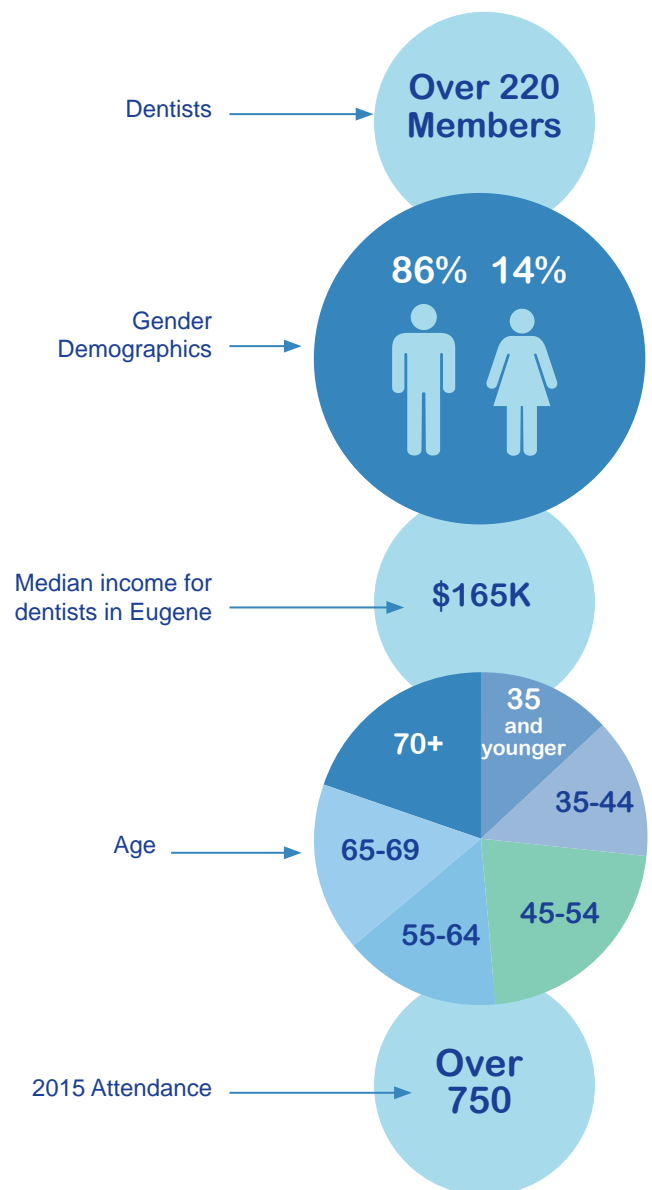 Dentists
Over 220
Members
86% 14%
Gender
Demographics
Median income for
dentists in Eugene
$165K
70+
35
and
younger
35-44
Age
65-69
45-54
55-64
2015 Attendance
Over
750